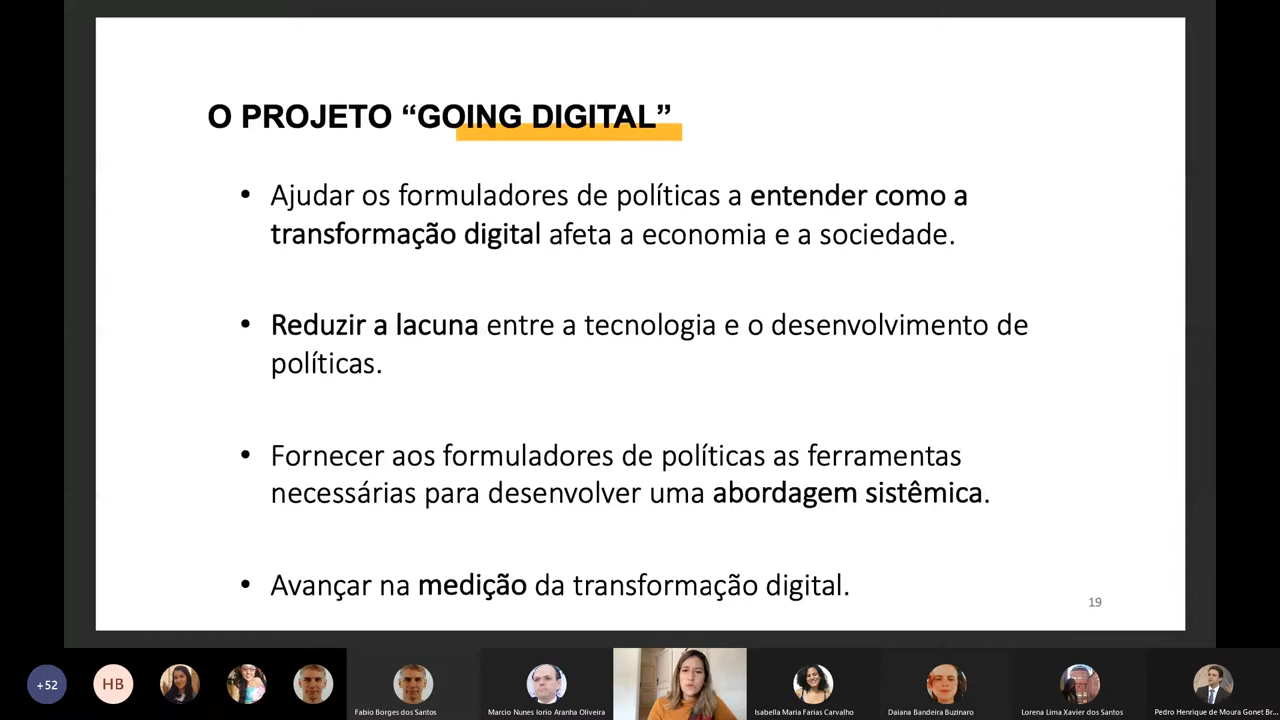 O PROJETO “GOING DIGITAL”
• Ajudar os formuladores de políticas a entender como a
transformação digital afeta a economia e a sociedade.
• Reduzir a lacuna entre a tecnologia e o desenvolvimento de
políticas.
• Fornecer aos formuladores de políticas as ferramentas
necessárias para desenvolver uma abordagem sistêmica.
• Avançar na medição da transformação digital.
19
+52
HB
Fabio Borges dos Santos
Marcio Nunes Iorio Aranha Oliveira
Isabella Maria Farias Carvalho
Daiana Bandeira Buzinaro
Lorena Lima Xavier dos Santos
Pedro Henrique de Moura Gonet Br...